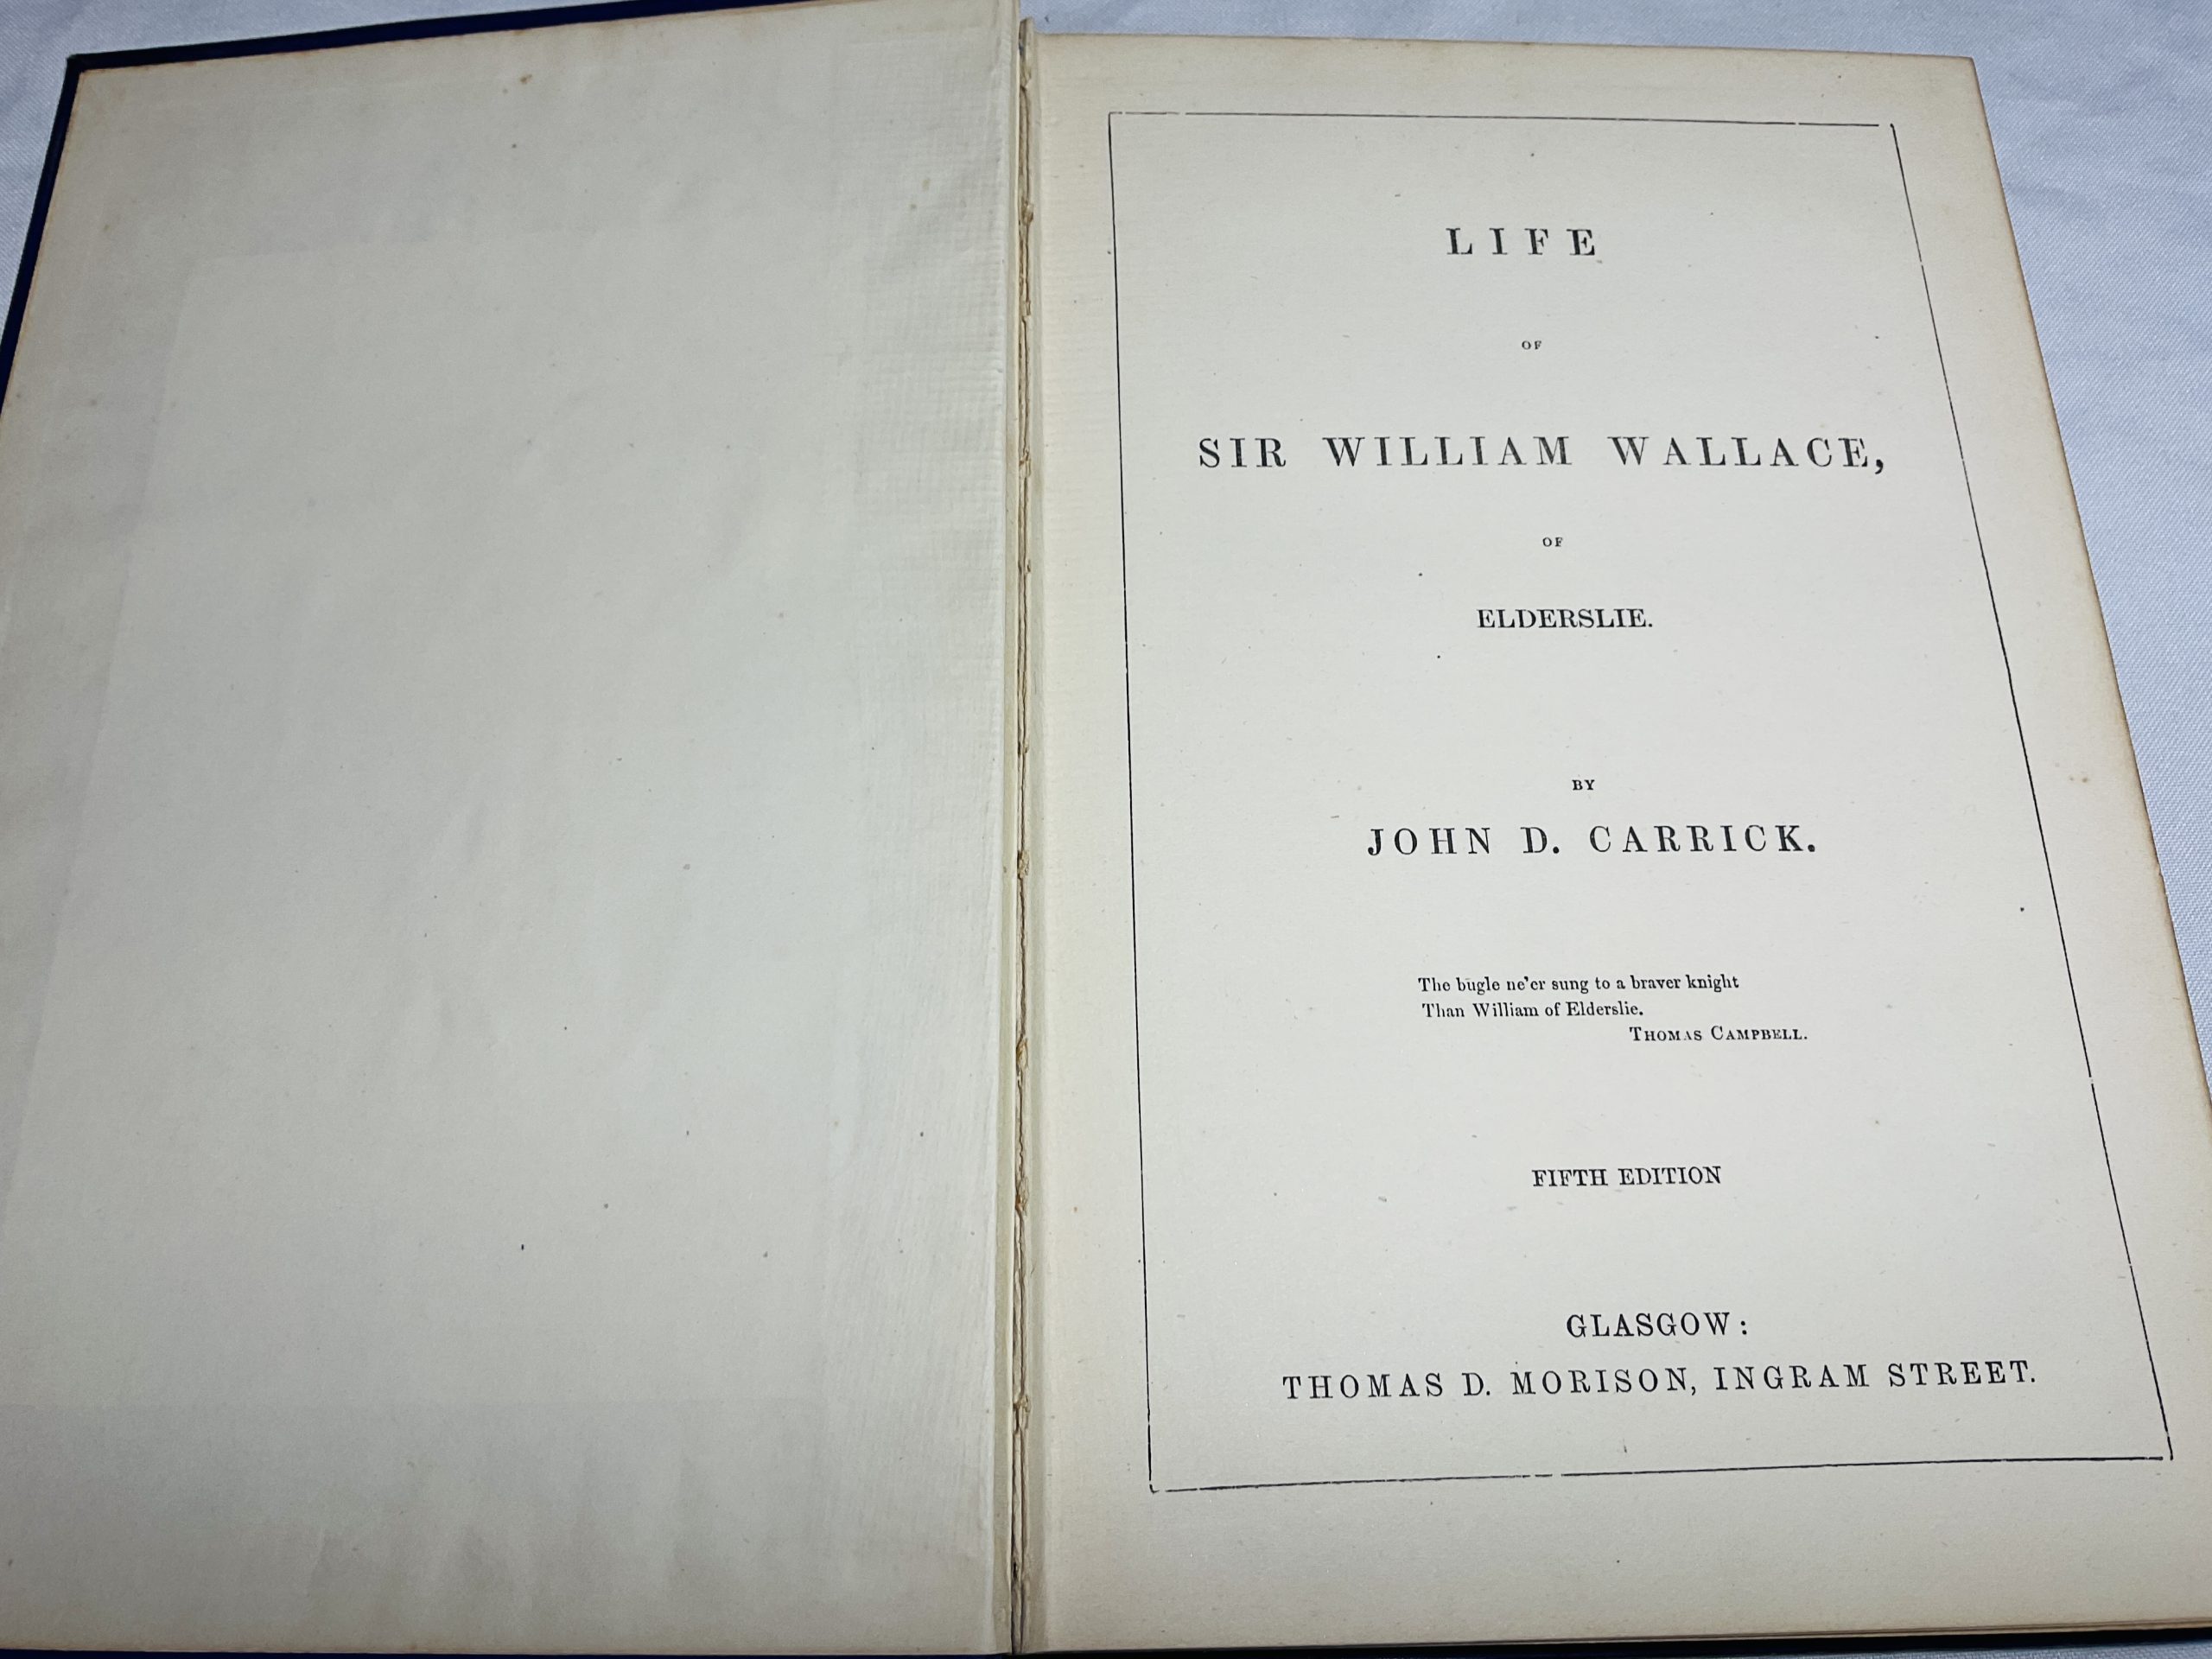 LIFE
OF
SIR WILLIAM WALLACE,
OF
ELDERSLIE.
BY
JOHN D. CARRICK.
The bugle ne'er sung to a braver knight
Than William of Elderslie.
THOMAS CAMPBELL.
FIFTH EDITION
GLASGOW:
THOMAS D. MORISON, INGRAM STREET.